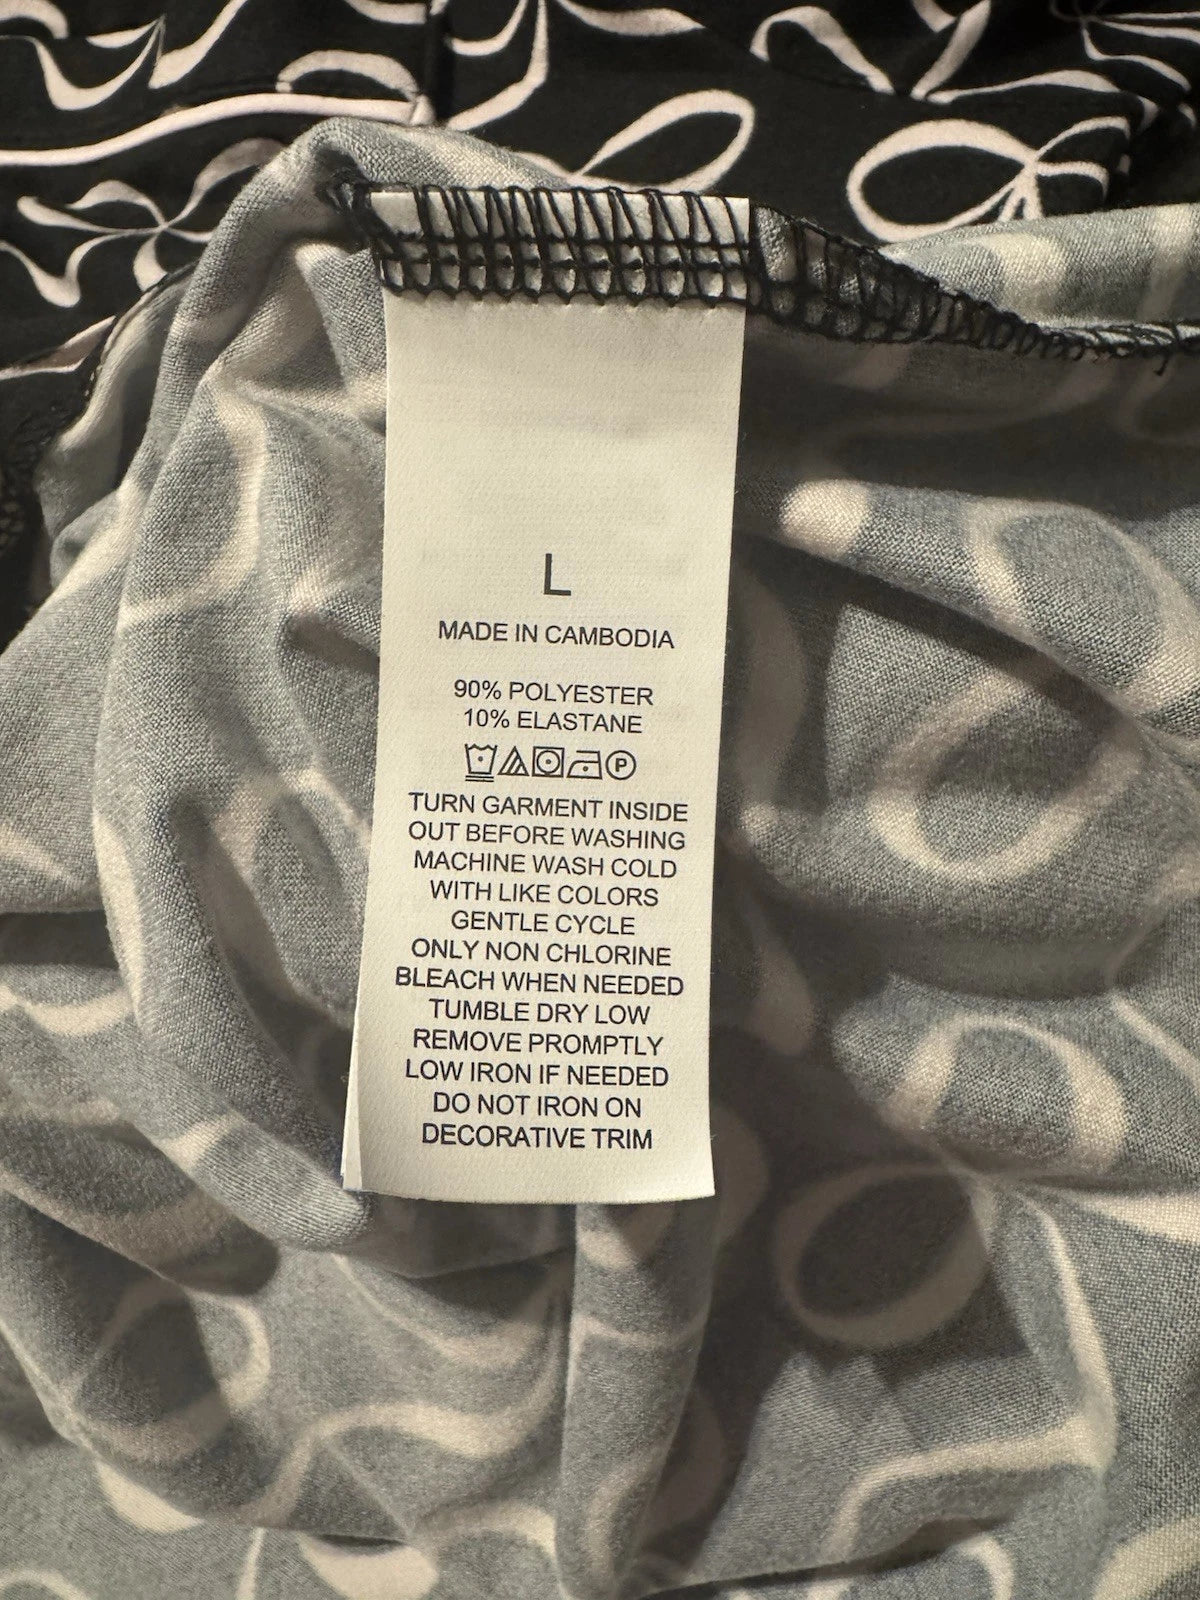 L
MADE IN CAMBODIA
90% POLYESTER
10% ELASTANE
P
TURN GARMENT INSIDE
OUT BEFORE WASHING
MACHINE WASH COLD
WITH LIKE COLORS
GENTLE CYCLE
ONLY NON CHLORINE
BLEACH WHEN NEEDED
TUMBLE DRY LOW
REMOVE PROMPTLY
LOW IRON IF NEEDED
DO NOT IRON ON
DECORATIVE TRIM